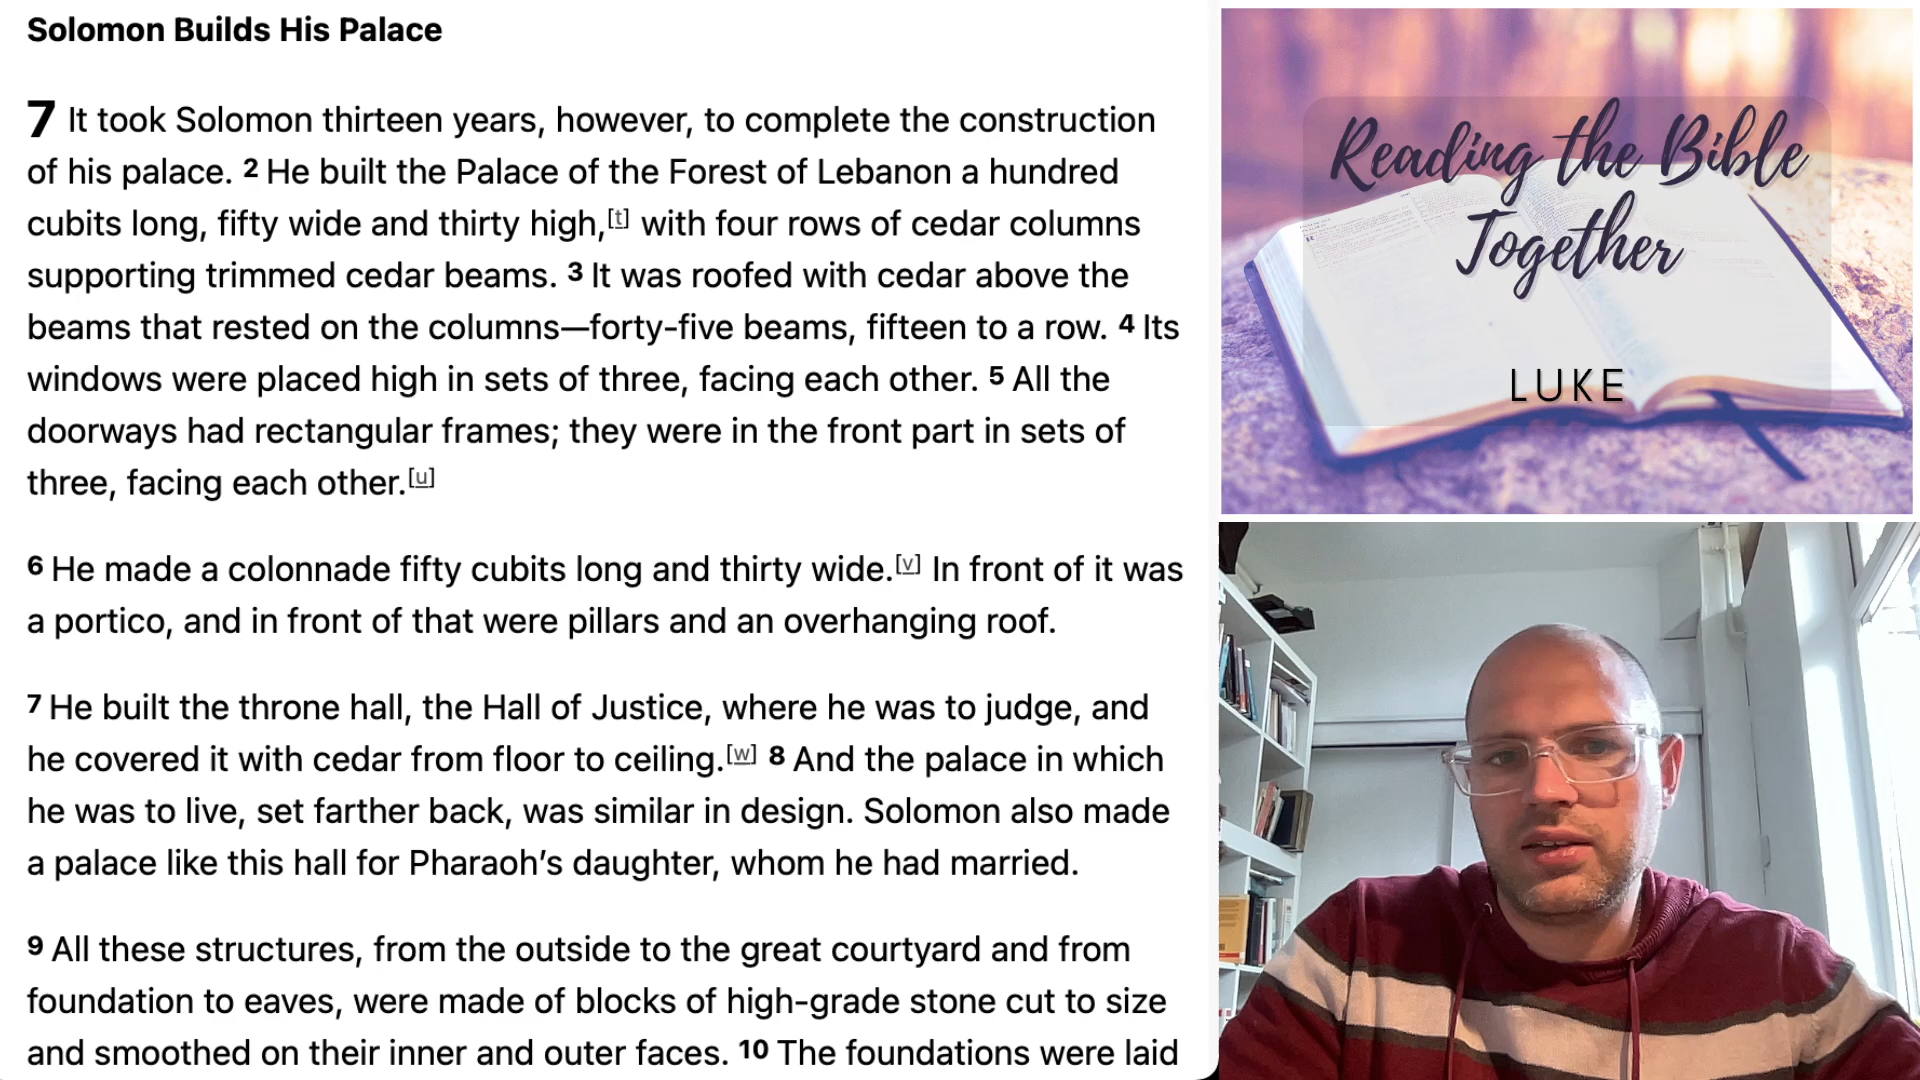 Solomon Builds His Palace
7 It took Solomon thirteen years, however, to complete the construction
of his palace. 2 He built the Palace of the Forest of Lebanon a hundred
cubits long, fifty wide and thirty high,[t] with four rows of cedar columns
supporting trimmed cedar beams. 3 It was roofed with cedar above the
beams that rested on the columns—forty-five beams, fifteen to a row. 4 Its
windows were placed high in sets of three, facing each other. 5 All the
doorways had rectangular frames; they were in the front part in sets of
three, facing each other.[u]
6 He made a colonnade fifty cubits long and thirty wide.[v] In front of it was
a portico, and in front of that were pillars and an overhanging roof.
7 He built the throne hall, the Hall of Justice, where he was to judge, and
he covered it with cedar from floor to ceiling.[w] 8 And the palace in which
he was to live, set farther back, was similar in design. Solomon also made
a palace like this hall for Pharaoh’s daughter, whom he had married.
9 All these structures, from the outside to the great courtyard and from
foundation to eaves, were made of blocks of high-grade stone cut to size
and smoothed on their inner and outer faces. 10 The foundations were laid
Reading the Bible
Together
LUKE